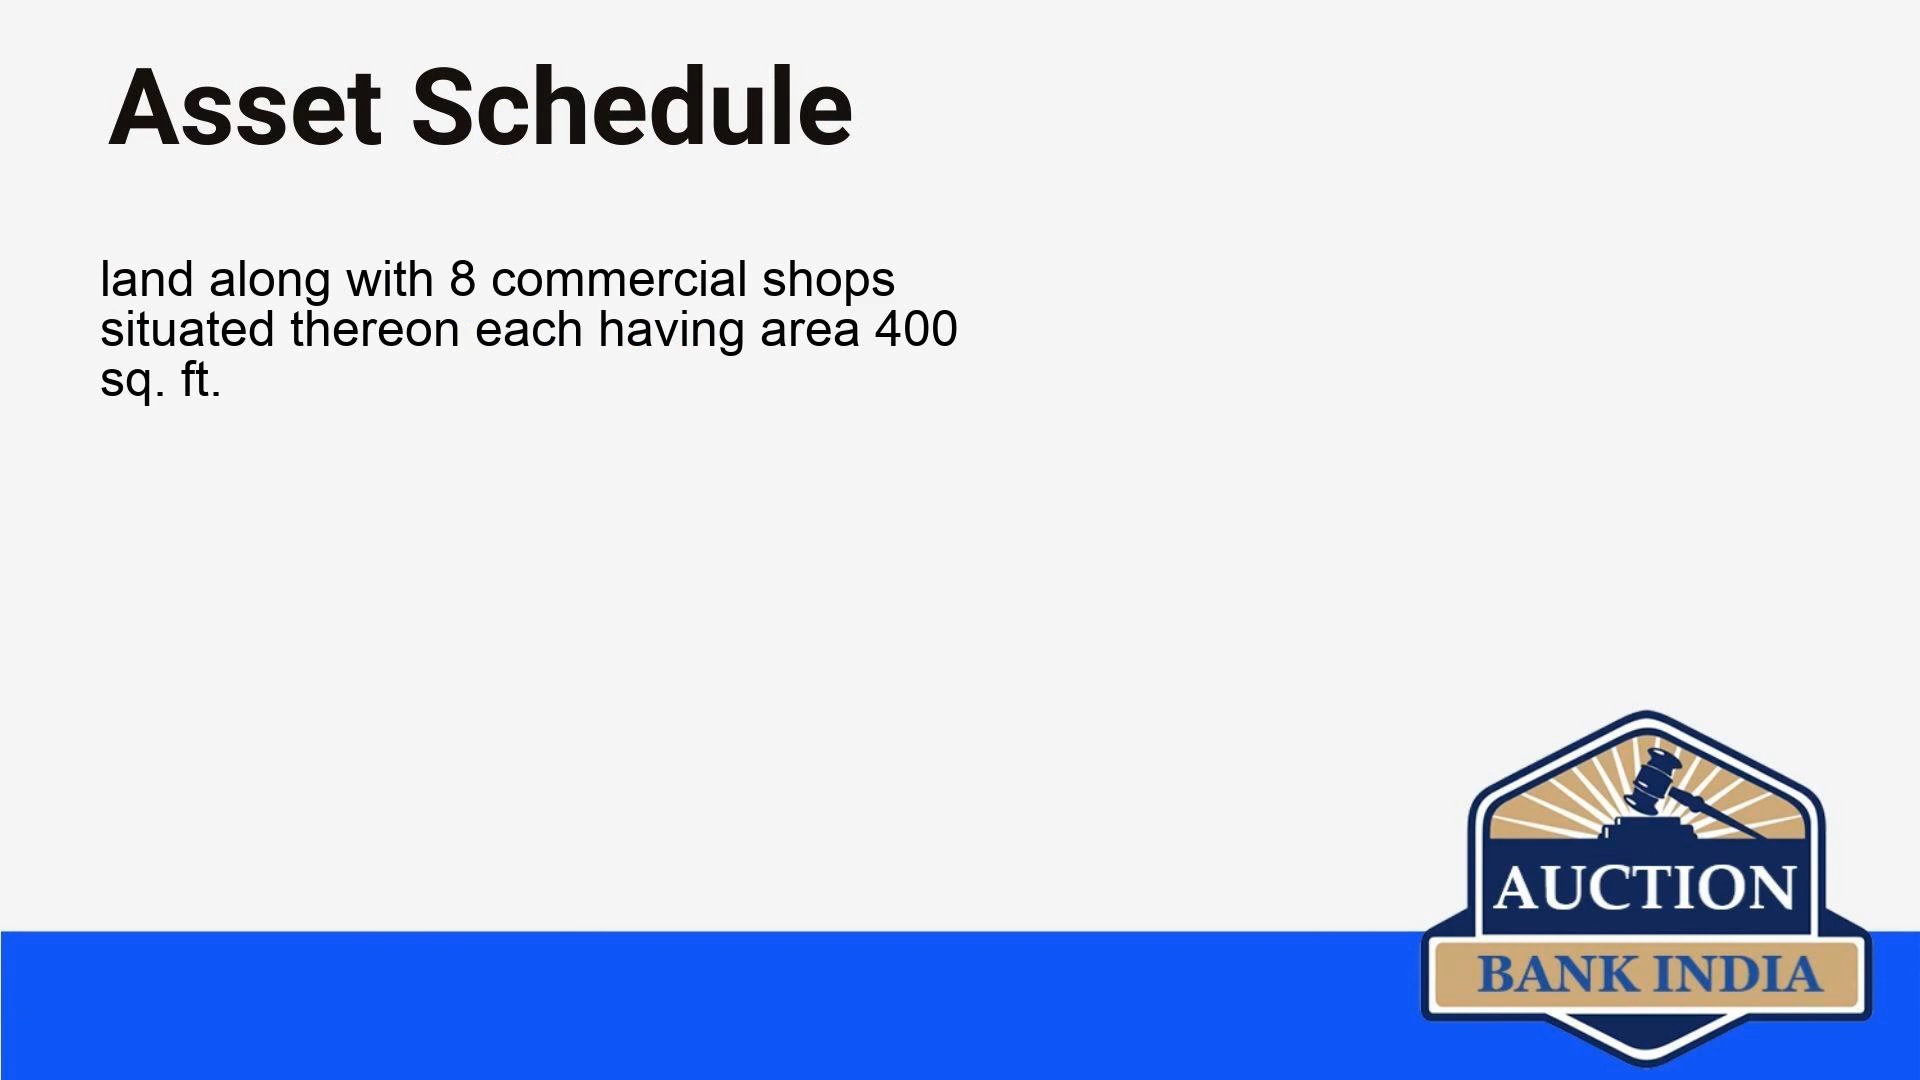 Asset Schedule
land along with 8 commercial shops
situated thereon each having area 400
sq. ft.
AUCTION
BANK INDIA